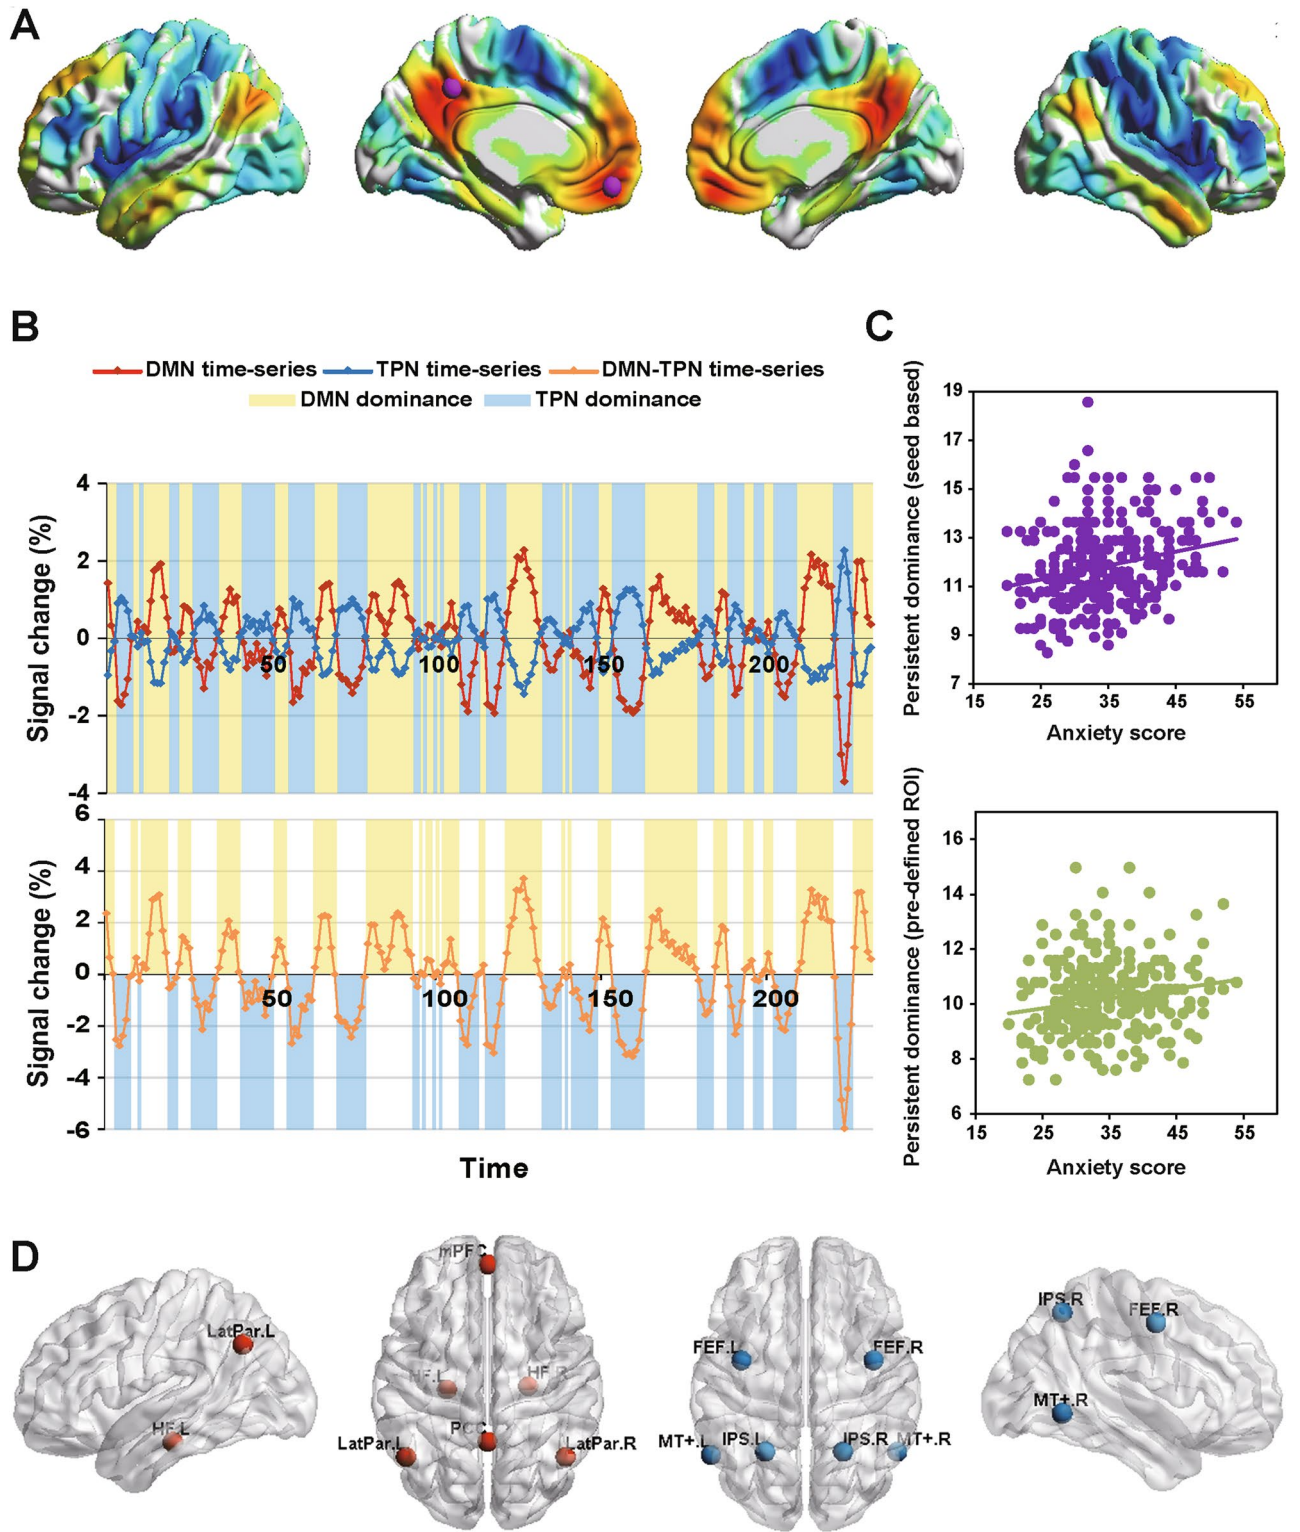 A
B
DMN time-series TPN time-series DMN-TPN time-series
DMN dominance TPN dominance
Signal change (%)
4
2
0
-2
-4
50 100 150 200
Signal change (%)
6
4
2
0
-2
-4
-6
50 100 150 200
Time
C
Persistent dominance (seed based)
19
17
15
13
11
9
7
15 25 35 45 55
Anxiety score
Persistent dominance (pre-defined ROI)
16
14
12
10
8
6
15 25 35 45 55
Anxiety score
D
LatPar.L
HF.L
mPFC
HF.L HF.R
PCC
LatPar.L LatPar.R
FEF.L FEF.R
MT+.L IPS.L IPS.R MT+.R
IPS.R FEF.R
MT+.R